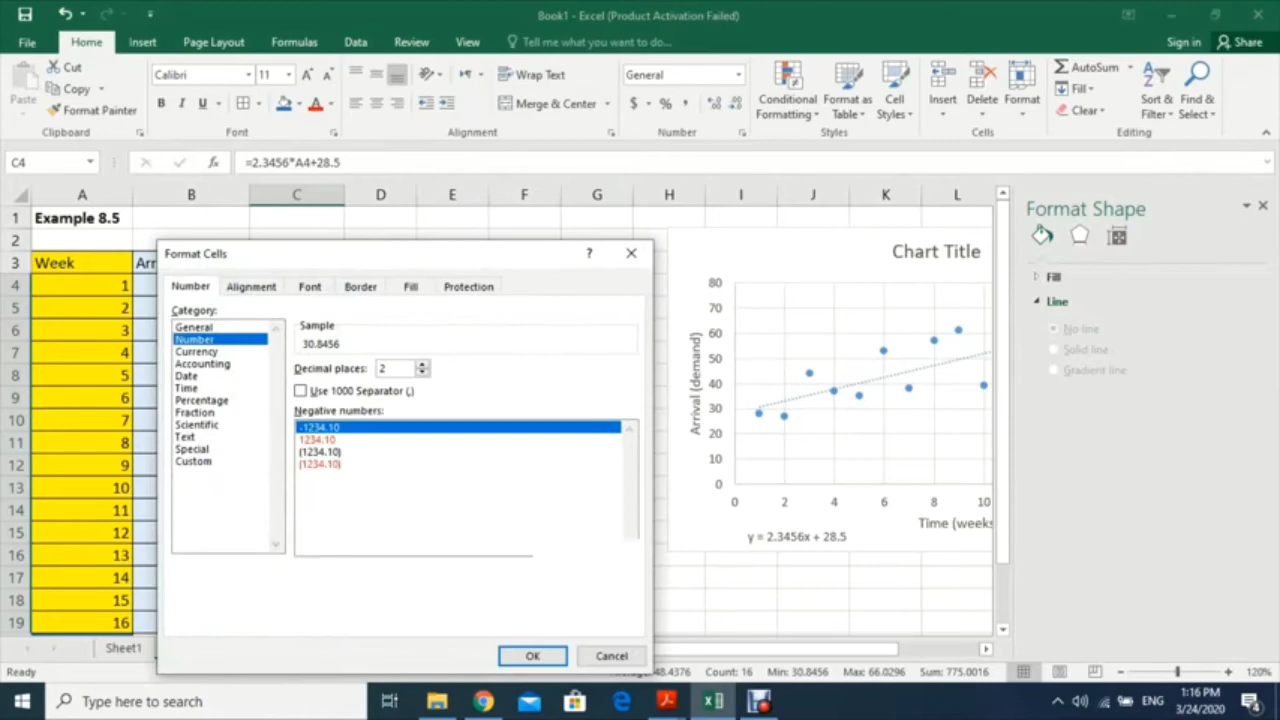 Book1 - Excel (Product Activation Failed)
File Home Insert Page Layout Formulas Data Review View Tell me what you want to do... Sign in Share
Paste Cut Copy Format Painter Clipboard
Calibri 11 B I U Font
Wrap Text Merge & Center Alignment
General $ % , Number
Conditional Formatting Format as Table Cell Styles Styles
Insert Delete Format Cells
AutoSum Fill Clear Sort & Filter Find & Select Editing
C4 fx =2.3456*A4+28.5
A B C D E F G H I J K L
1 Example 8.5
2
3 Week Arr
4 1
5 2
6 3
7 4
8 5
9 6
10 7
11 8
12 9
13 10
14 11
15 12
16 13
17 14
18 15
19 16
Format Cells ?
Number Alignment Font Border Fill Protection
Category:
General
Number
Currency
Accounting
Date
Time
Percentage
Fraction
Scientific
Text
Special
Custom
Sample
30.8456
Decimal places: 2
Use 1000 Separator (,)
Negative numbers:
-1234.10
1234.10
(1234.10)
(1234.10)
OK Cancel
Chart Title
80
70
60
50
40
30
20
10
0
0 2 4 6 8 10
Arrival (demand)
Time (weeks
y = 2.3456x + 28.5
Format Shape
Fill
Line
No line
Solid line
Gradient line
Sheet1
Ready 48.4376 Count: 16 Min: 30.8456 Max: 66.0296 Sum: 775.0016 120%
Type here to search
ENG
1:16 PM
3/24/2020
4